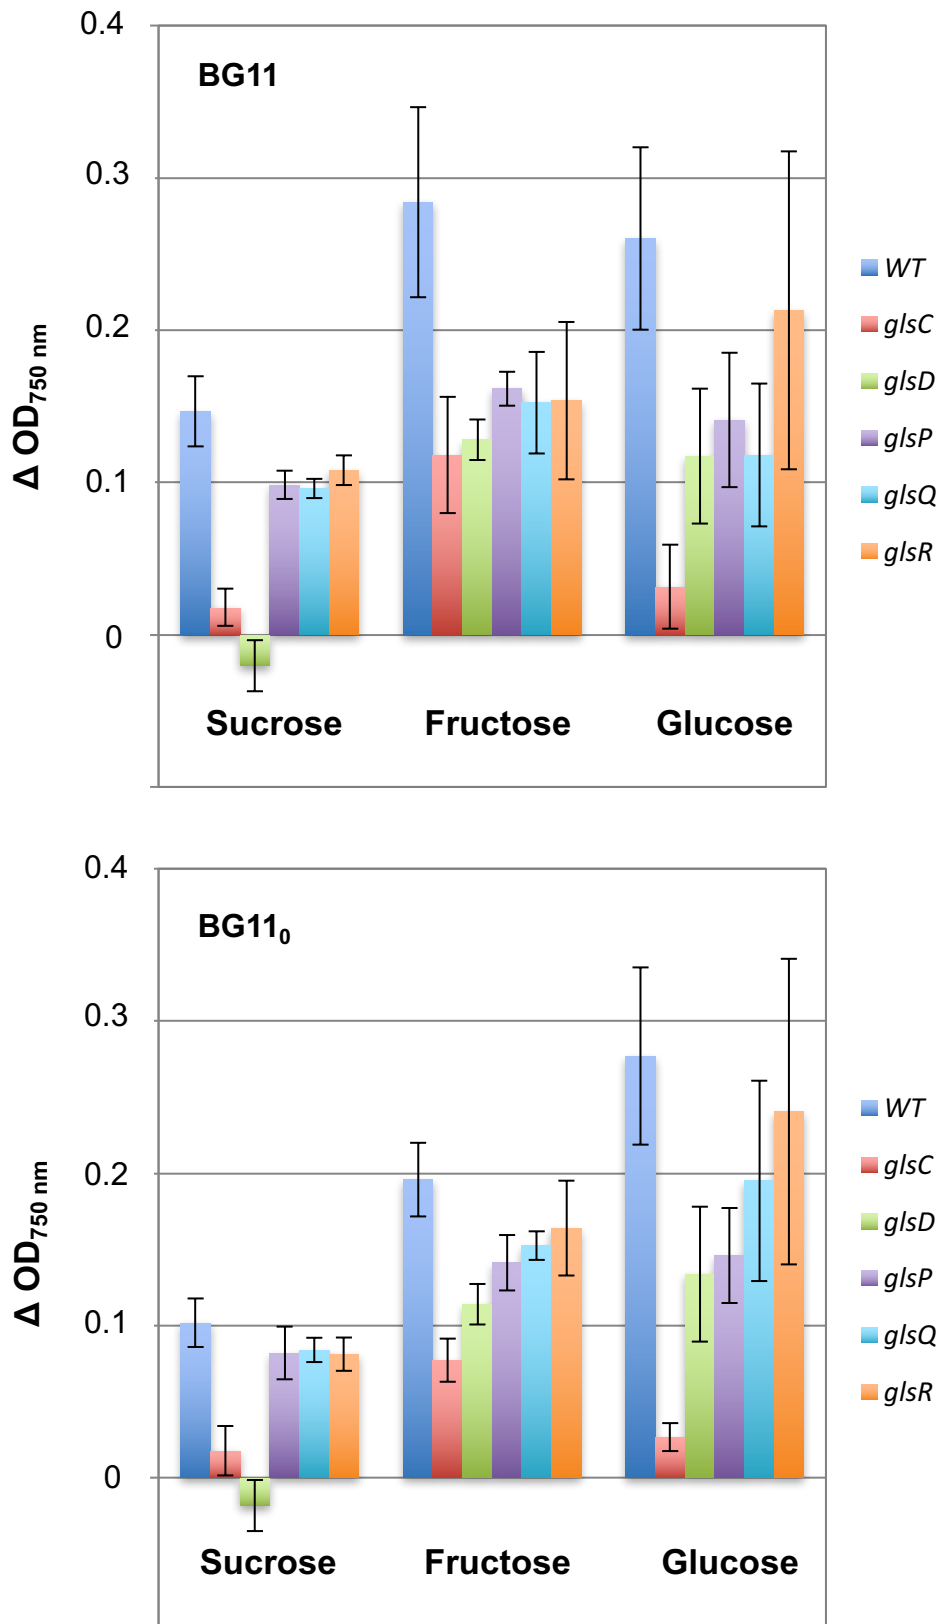 0.4
BG11
0.3
0.2
0.1
0
Δ OD750 nm
Sucrose Fructose Glucose
WT
glsC
glsD
glsP
glsQ
glsR
0.4
BG110
0.3
0.2
0.1
0
Δ OD750 nm
Sucrose Fructose Glucose
WT
glsC
glsD
glsP
glsQ
glsR